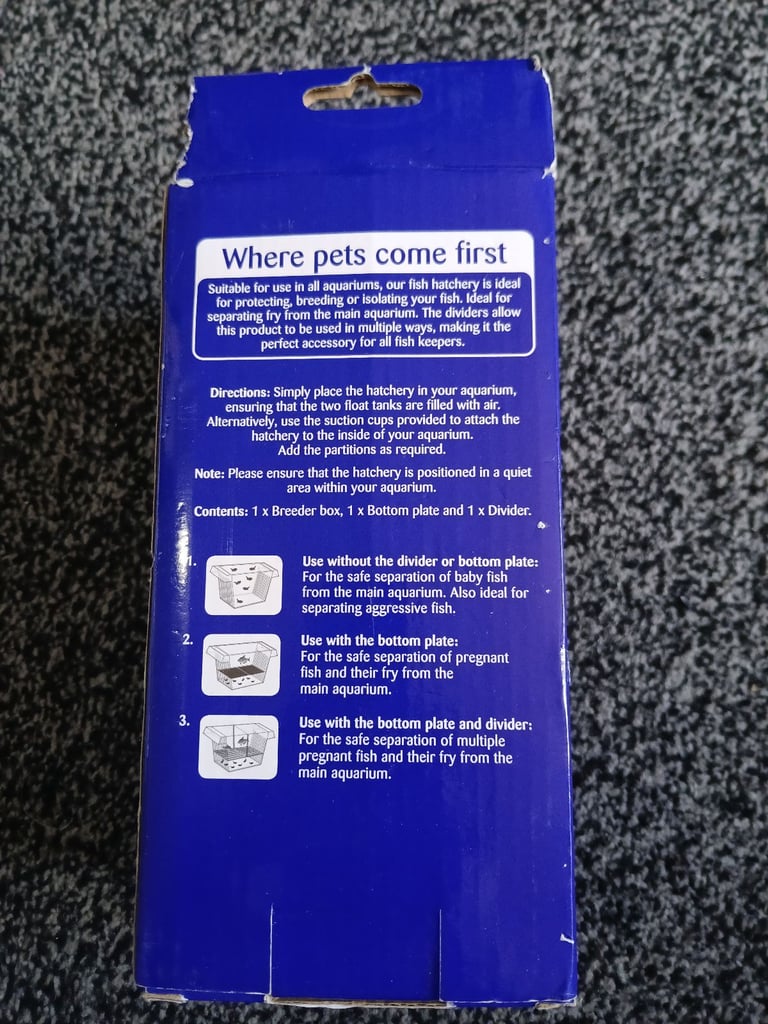 Where pets come first
Suitable for use in all aquariums, our fish hatchery is ideal
for protecting, breeding or isolating your fish. Ideal for
separating fry from the main aquarium. The dividers allow
this product to be used in multiple ways, making it the
perfect accessory for all fish keepers.
Directions: Simply place the hatchery in your aquarium,
ensuring that the two float tanks are filled with air.
Alternatively, use the suction cups provided to attach the
hatchery to the inside of your aquarium.
Add the partitions as required.
Note: Please ensure that the hatchery is positioned in a quiet
area within your aquarium.
Contents: 1 x Breeder box, 1 x Bottom plate and 1 x Divider.
1.
Use without the divider or bottom plate:
For the safe separation of baby fish
from the main aquarium. Also ideal for
separating aggressive fish.
2.
Use with the bottom plate:
For the safe separation of pregnant
fish and their fry from the
main aquarium.
3.
Use with the bottom plate and divider:
For the safe separation of multiple
pregnant fish and their fry from the
main aquarium.